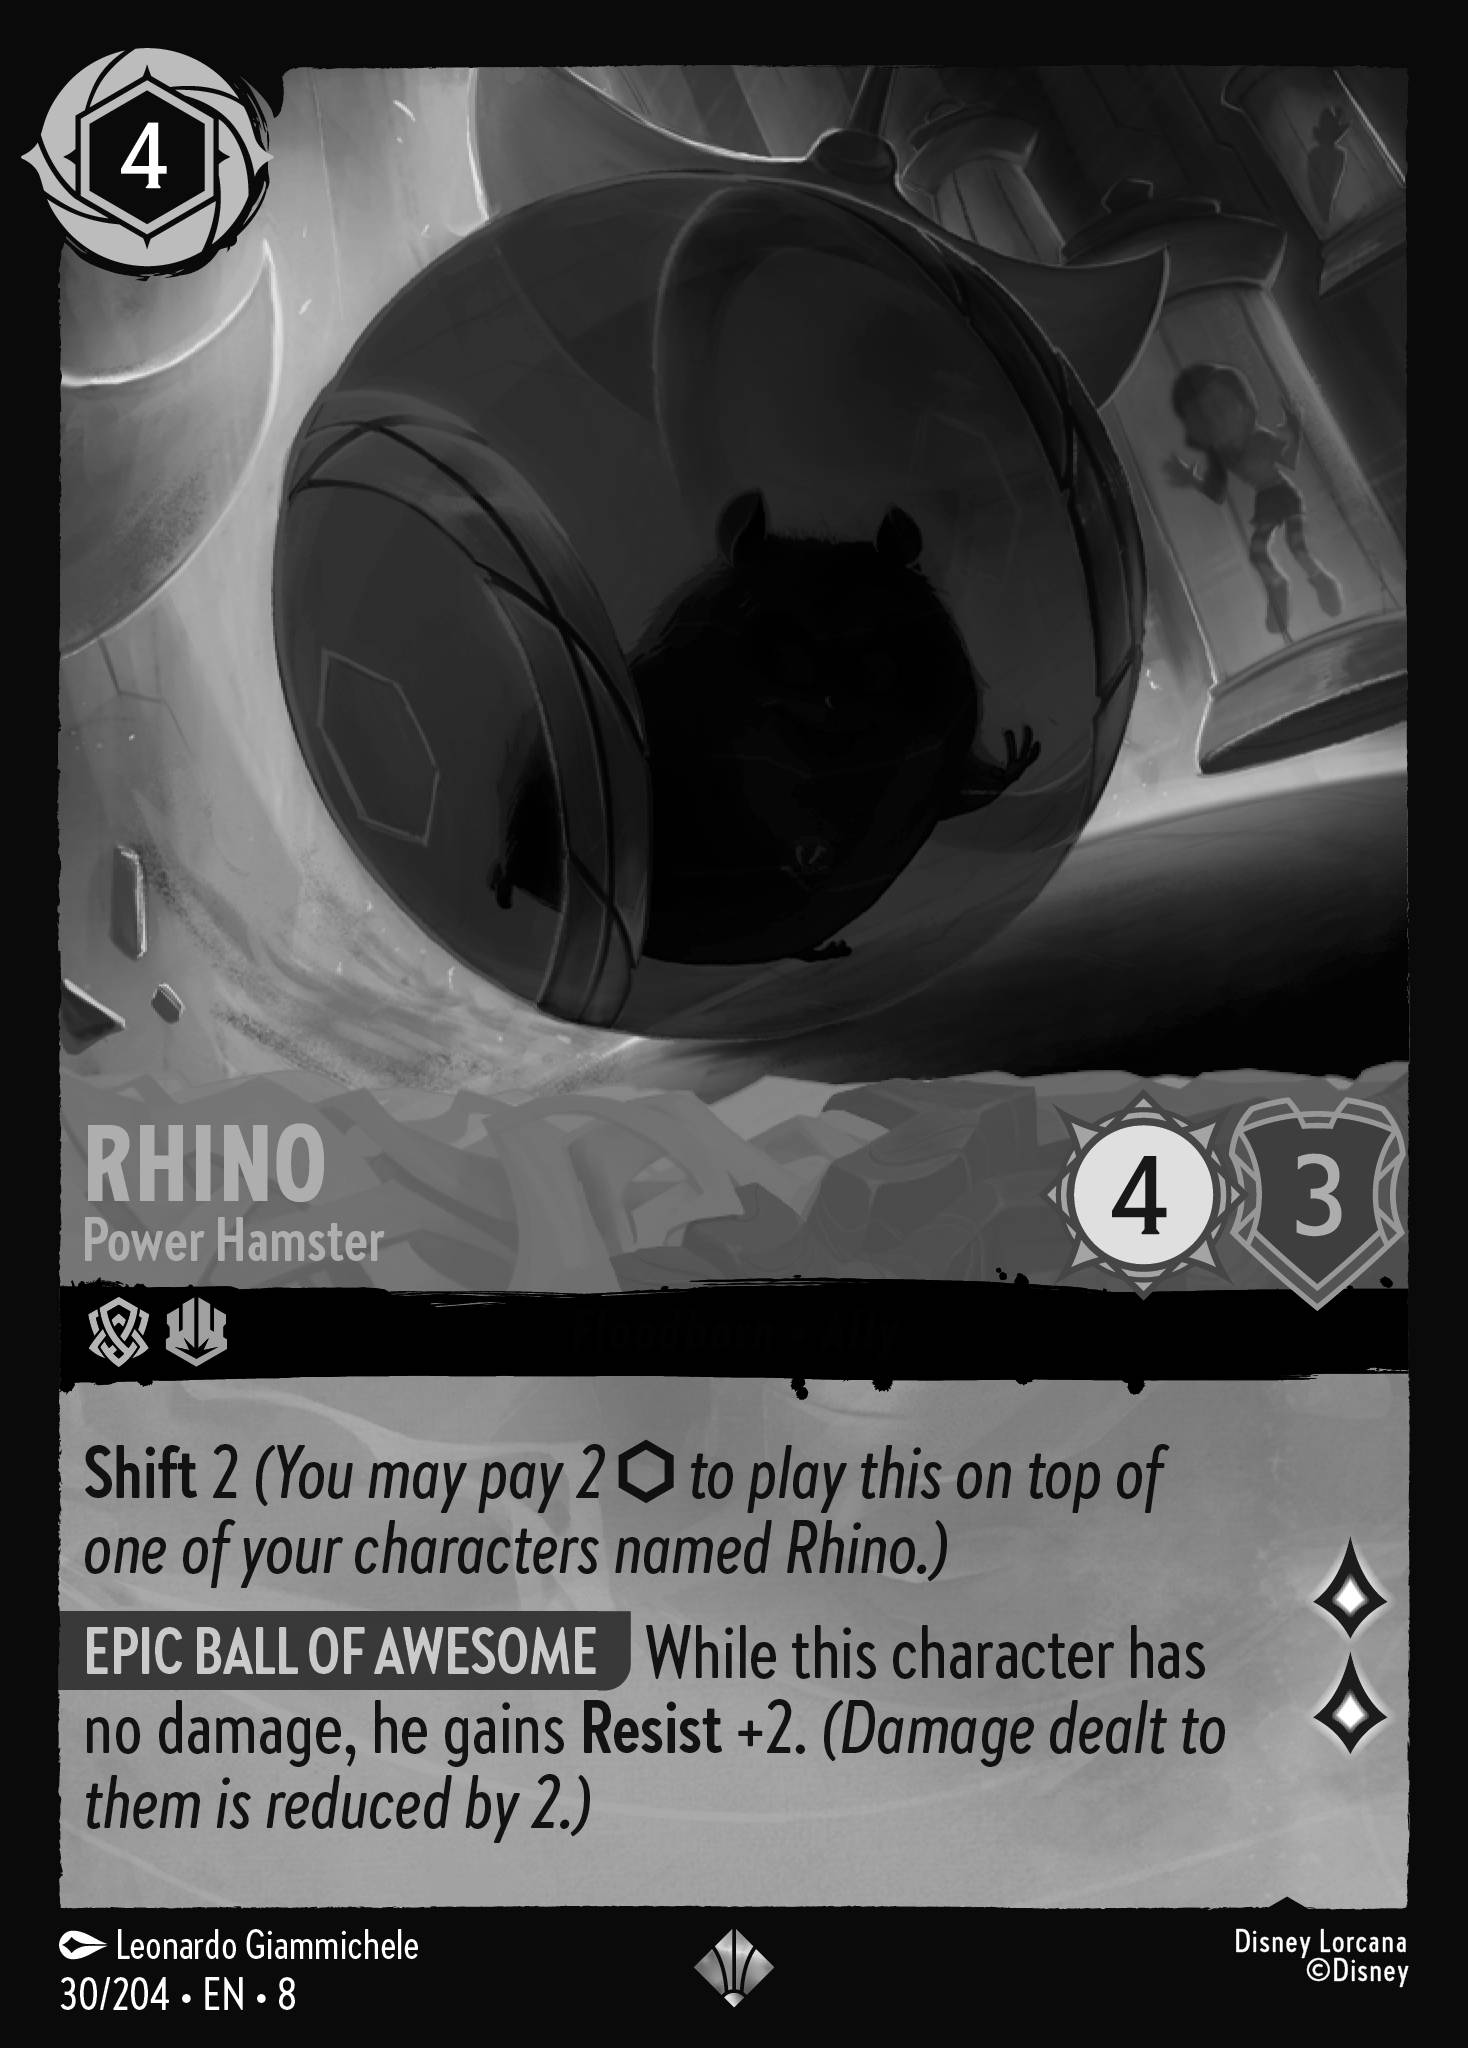 4
RHINO
Power Hamster
4
3
Floodborn Ally
Shift 2 (You may pay 2 ⬡ to play this on top of
one of your characters named Rhino.)
EPIC BALL OF AWESOME While this character has
no damage, he gains Resist +2. (Damage dealt to
them is reduced by 2.)
Leonardo Giammichele
30/204 • EN • 8
Disney Lorcana
©Disney